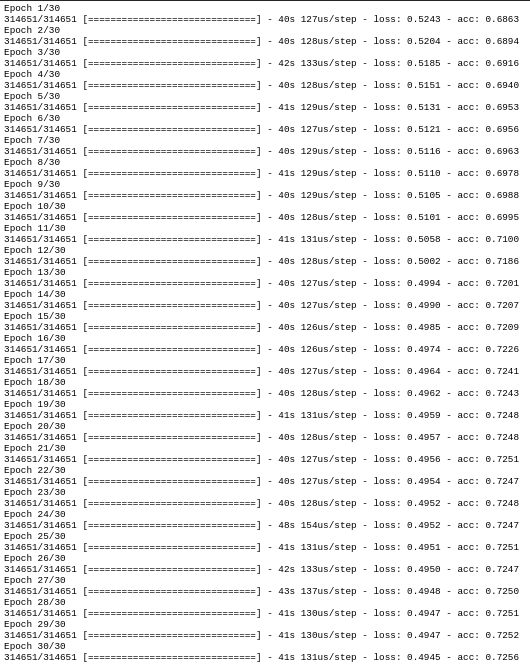 Epoch 1/30
314651/314651 [==============================] - 40s 127us/step - loss: 0.5243 - acc: 0.6863
Epoch 2/30
314651/314651 [==============================] - 40s 128us/step - loss: 0.5204 - acc: 0.6894
Epoch 3/30
314651/314651 [==============================] - 42s 133us/step - loss: 0.5185 - acc: 0.6916
Epoch 4/30
314651/314651 [==============================] - 40s 128us/step - loss: 0.5151 - acc: 0.6940
Epoch 5/30
314651/314651 [==============================] - 41s 129us/step - loss: 0.5131 - acc: 0.6953
Epoch 6/30
314651/314651 [==============================] - 40s 127us/step - loss: 0.5121 - acc: 0.6956
Epoch 7/30
314651/314651 [==============================] - 40s 129us/step - loss: 0.5116 - acc: 0.6963
Epoch 8/30
314651/314651 [==============================] - 41s 129us/step - loss: 0.5110 - acc: 0.6978
Epoch 9/30
314651/314651 [==============================] - 40s 129us/step - loss: 0.5105 - acc: 0.6988
Epoch 10/30
314651/314651 [==============================] - 40s 128us/step - loss: 0.5101 - acc: 0.6995
Epoch 11/30
314651/314651 [==============================] - 41s 131us/step - loss: 0.5058 - acc: 0.7100
Epoch 12/30
314651/314651 [==============================] - 40s 128us/step - loss: 0.5002 - acc: 0.7186
Epoch 13/30
314651/314651 [==============================] - 40s 127us/step - loss: 0.4994 - acc: 0.7201
Epoch 14/30
314651/314651 [==============================] - 40s 127us/step - loss: 0.4990 - acc: 0.7207
Epoch 15/30
314651/314651 [==============================] - 40s 126us/step - loss: 0.4985 - acc: 0.7209
Epoch 16/30
314651/314651 [==============================] - 40s 126us/step - loss: 0.4974 - acc: 0.7226
Epoch 17/30
314651/314651 [==============================] - 40s 127us/step - loss: 0.4964 - acc: 0.7241
Epoch 18/30
314651/314651 [==============================] - 40s 128us/step - loss: 0.4962 - acc: 0.7243
Epoch 19/30
314651/314651 [==============================] - 41s 131us/step - loss: 0.4959 - acc: 0.7248
Epoch 20/30
314651/314651 [==============================] - 40s 128us/step - loss: 0.4957 - acc: 0.7248
Epoch 21/30
314651/314651 [==============================] - 40s 127us/step - loss: 0.4956 - acc: 0.7251
Epoch 22/30
314651/314651 [==============================] - 40s 127us/step - loss: 0.4954 - acc: 0.7247
Epoch 23/30
314651/314651 [==============================] - 40s 128us/step - loss: 0.4952 - acc: 0.7248
Epoch 24/30
314651/314651 [==============================] - 48s 154us/step - loss: 0.4952 - acc: 0.7247
Epoch 25/30
314651/314651 [==============================] - 41s 131us/step - loss: 0.4951 - acc: 0.7251
Epoch 26/30
314651/314651 [==============================] - 42s 133us/step - loss: 0.4950 - acc: 0.7247
Epoch 27/30
314651/314651 [==============================] - 43s 137us/step - loss: 0.4948 - acc: 0.7250
Epoch 28/30
314651/314651 [==============================] - 41s 130us/step - loss: 0.4947 - acc: 0.7251
Epoch 29/30
314651/314651 [==============================] - 41s 130us/step - loss: 0.4947 - acc: 0.7252
Epoch 30/30
314651/314651 [==============================] - 41s 131us/step - loss: 0.4945 - acc: 0.7256